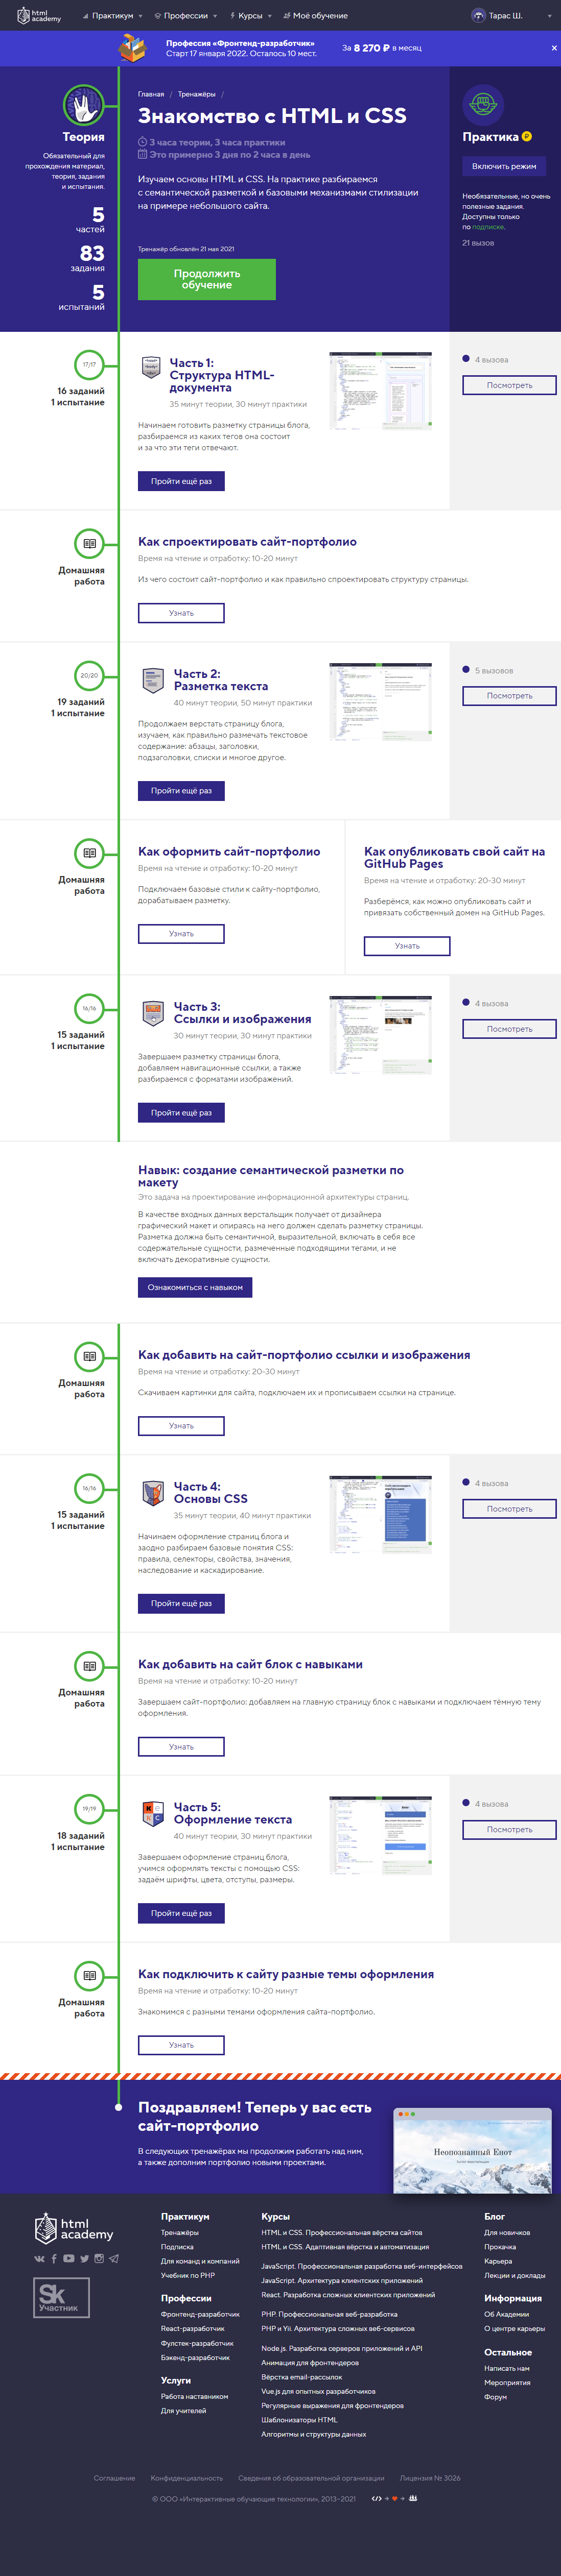 html academy
Практикум
Профессии
Курсы
Моё обучение
Тарас Ш.
Профессия «Фронтенд-разработчик»
Старт 17 января 2022. Осталось 10 мест.
За 8 270 ₽ в месяц
x
Теория
Обязательный для
прохождения материал,
теория, задания
и испытания.
5
частей
83
задания
5
испытаний
Главная / Тренажёры /
Знакомство с HTML и CSS
3 часа теории, 3 часа практики
Это примерно 3 дня по 2 часа в день
Изучаем основы HTML и CSS. На практике разбираемся
с семантической разметкой и базовыми механизмами стилизации
на примере небольшого сайта.
Тренажёр обновлён 21 мая 2021
Продолжить
обучение
Практика
Включить режим
Необязательные, но очень
полезные задания.
Доступны только
по подписке.
21 вызов
17/17
16 заданий
1 испытание
Часть 1:
Структура HTML-
документа
35 минут теории, 30 минут практики
Начинаем готовить разметку страницы блога,
разбираемся из каких тегов она состоит
и за что эти теги отвечают.
Пройти ещё раз
4 вызова
Посмотреть
Домашняя
работа
Как спроектировать сайт-портфолио
Время на чтение и отработку: 10-20 минут
Из чего состоит сайт-портфолио и как правильно спроектировать структуру страницы.
Узнать
20/20
19 заданий
1 испытание
Часть 2:
Разметка текста
40 минут теории, 50 минут практики
Продолжаем верстать страницу блога,
изучаем, как правильно размечать текстовое
содержание: абзацы, заголовки,
подзаголовки, списки и многое другое.
Пройти ещё раз
5 вызовов
Посмотреть
Домашняя
работа
Как оформить сайт-портфолио
Время на чтение и отработку: 10-20 минут
Подключаем базовые стили к сайту-портфолио,
дорабатываем разметку.
Узнать
Как опубликовать свой сайт на
GitHub Pages
Время на чтение и отработку: 20-30 минут
Разберёмся, как можно опубликовать сайт и
привязать собственный домен на GitHub Pages.
Узнать
16/16
15 заданий
1 испытание
Часть 3:
Ссылки и изображения
30 минут теории, 30 минут практики
Завершаем разметку страницы блога,
добавляем навигационные ссылки, а также
разбираемся с форматами изображений.
Пройти ещё раз
4 вызова
Посмотреть
Навык: создание семантической разметки по
макету
Это задача на проектирование информационной архитектуры страниц.
В качестве входных данных верстальщик получает от дизайнера
графический макет и опираясь на него должен сделать разметку страницы.
Разметка должна быть семантичной, выразительной, включать в себя все
содержательные сущности, размеченные подходящими тегами, и не
включать декоративные сущности.
Ознакомиться с навыком
Домашняя
работа
Как добавить на сайт-портфолио ссылки и изображения
Время на чтение и отработку: 20-30 минут
Скачиваем картинки для сайта, подключаем их и прописываем ссылки на странице.
Узнать
16/16
15 заданий
1 испытание
Часть 4:
Основы CSS
35 минут теории, 40 минут практики
Начинаем оформление страниц блога и
заодно разбираем базовые понятия CSS:
правила, селекторы, свойства, значения,
наследование и каскадирование.
Пройти ещё раз
4 вызова
Посмотреть
Домашняя
работа
Как добавить на сайт блок с навыками
Время на чтение и отработку: 10-20 минут
Завершаем сайт-портфолио: добавляем на главную страницу блок с навыками и подключаем тёмную тему
оформления.
Узнать
19/19
18 заданий
1 испытание
Часть 5:
Оформление текста
40 минут теории, 30 минут практики
Завершаем оформление страниц блога,
учимся оформлять тексты с помощью CSS:
задаём шрифты, цвета, отступы, размеры.
Пройти ещё раз
4 вызова
Посмотреть
Домашняя
работа
Как подключить к сайту разные темы оформления
Время на чтение и отработку: 10-20 минут
Знакомимся с разными темами оформления сайта-портфолио.
Узнать
Поздравляем! Теперь у вас есть
сайт-портфолио
В следующих тренажёрах мы продолжим работать над ним,
а также дополним портфолио новыми проектами.
Неопознанный Енот
html
academy
Sk
Участник
Практикум
Тренажёры
Подписка
Для команд и компаний
Учебник по PHP
Профессии
Фронтенд-разработчик
React-разработчик
Фулстек-разработчик
Бэкенд-разработчик
Услуги
Работа наставником
Для учителей
Курсы
HTML и CSS. Профессиональная вёрстка сайтов
HTML и CSS. Адаптивная вёрстка и автоматизация
JavaScript. Профессиональная разработка веб-интерфейсов
JavaScript. Архитектура клиентских приложений
React. Разработка сложных клиентских приложений
PHP. Профессиональная веб-разработка
PHP и Yii. Архитектура сложных веб-сервисов
Node.js. Разработка серверов приложений и API
Анимация для фронтендеров
Вёрстка email-рассылок
Vue.js для опытных разработчиков
Регулярные выражения для фронтендеров
Шаблонизаторы HTML
Алгоритмы и структуры данных
Блог
Для новичков
Прокачка
Карьера
Лекции и доклады
Информация
Об Академии
О центре карьеры
Остальное
Написать нам
Мероприятия
Форум
Соглашение
Конфиденциальность
Сведения об образовательной организации
Лицензия № 3026
© ООО «Интерактивные обучающие технологии», 2013−2021